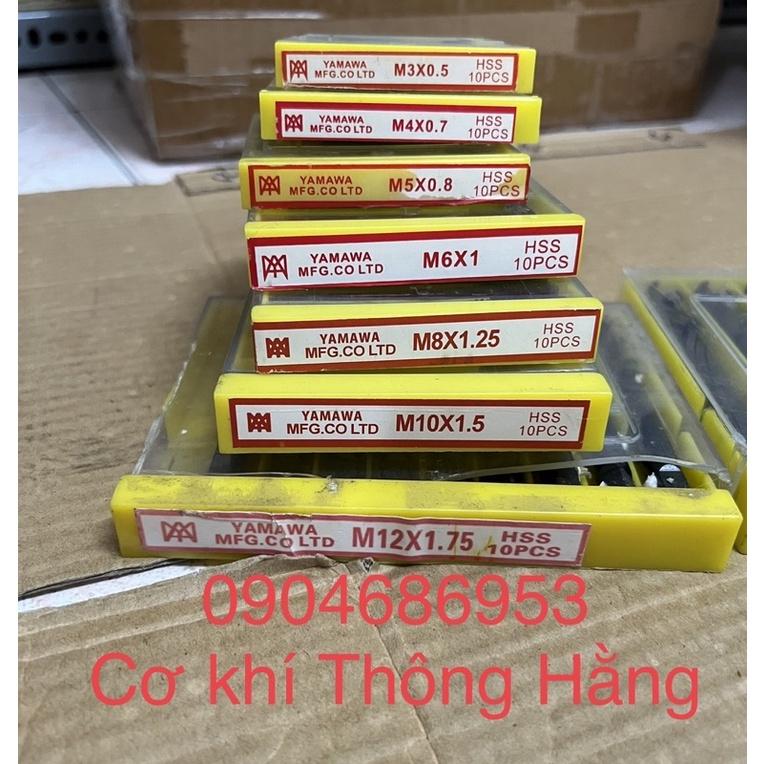 YAMAWA
MFG.CO LTD
M3X0.5
HSS
10PCS
YAMAWA
MFG.CO LTD
M4X0.7
HSS
10PCS
YAMAWA
MFG.CO LTD
M5X0.8
HSS
10PCS
YAMAWA
MFG.CO LTD
M6X1
HSS
10PCS
YAMAWA
MFG.CO LTD
M8X1.25
HSS
10PCS
YAMAWA
MFG.CO LTD
M10X1.5
HSS
10PCS
YAMAWA
MFG.CO LTD
M12X1.75
HSS
10PCS
0904686953
Cơ khí Thông Hằng